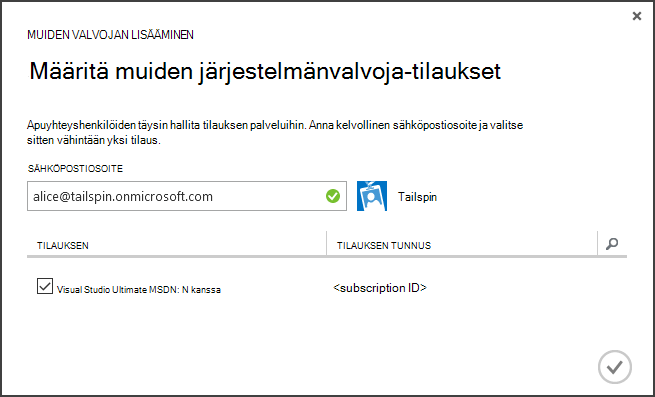 MUIDEN VALVOJAN LISÄÄMINEN
Määritä muiden järjestelmänvalvoja-tilaukset
Apuyhteyshenkilöiden täysin hallita tilauksen palveluihin. Anna kelvollinen sähköpostiosoite ja valitse
sitten vähintään yksi tilaus.
SÄHKÖPOSTIOSOITE
alice@tailspin.onmicrosoft.com
Tailspin
TILAUKSEN TILAUKSEN TUNNUS
Visual Studio Ultimate MSDN: N kanssa <subscription ID>